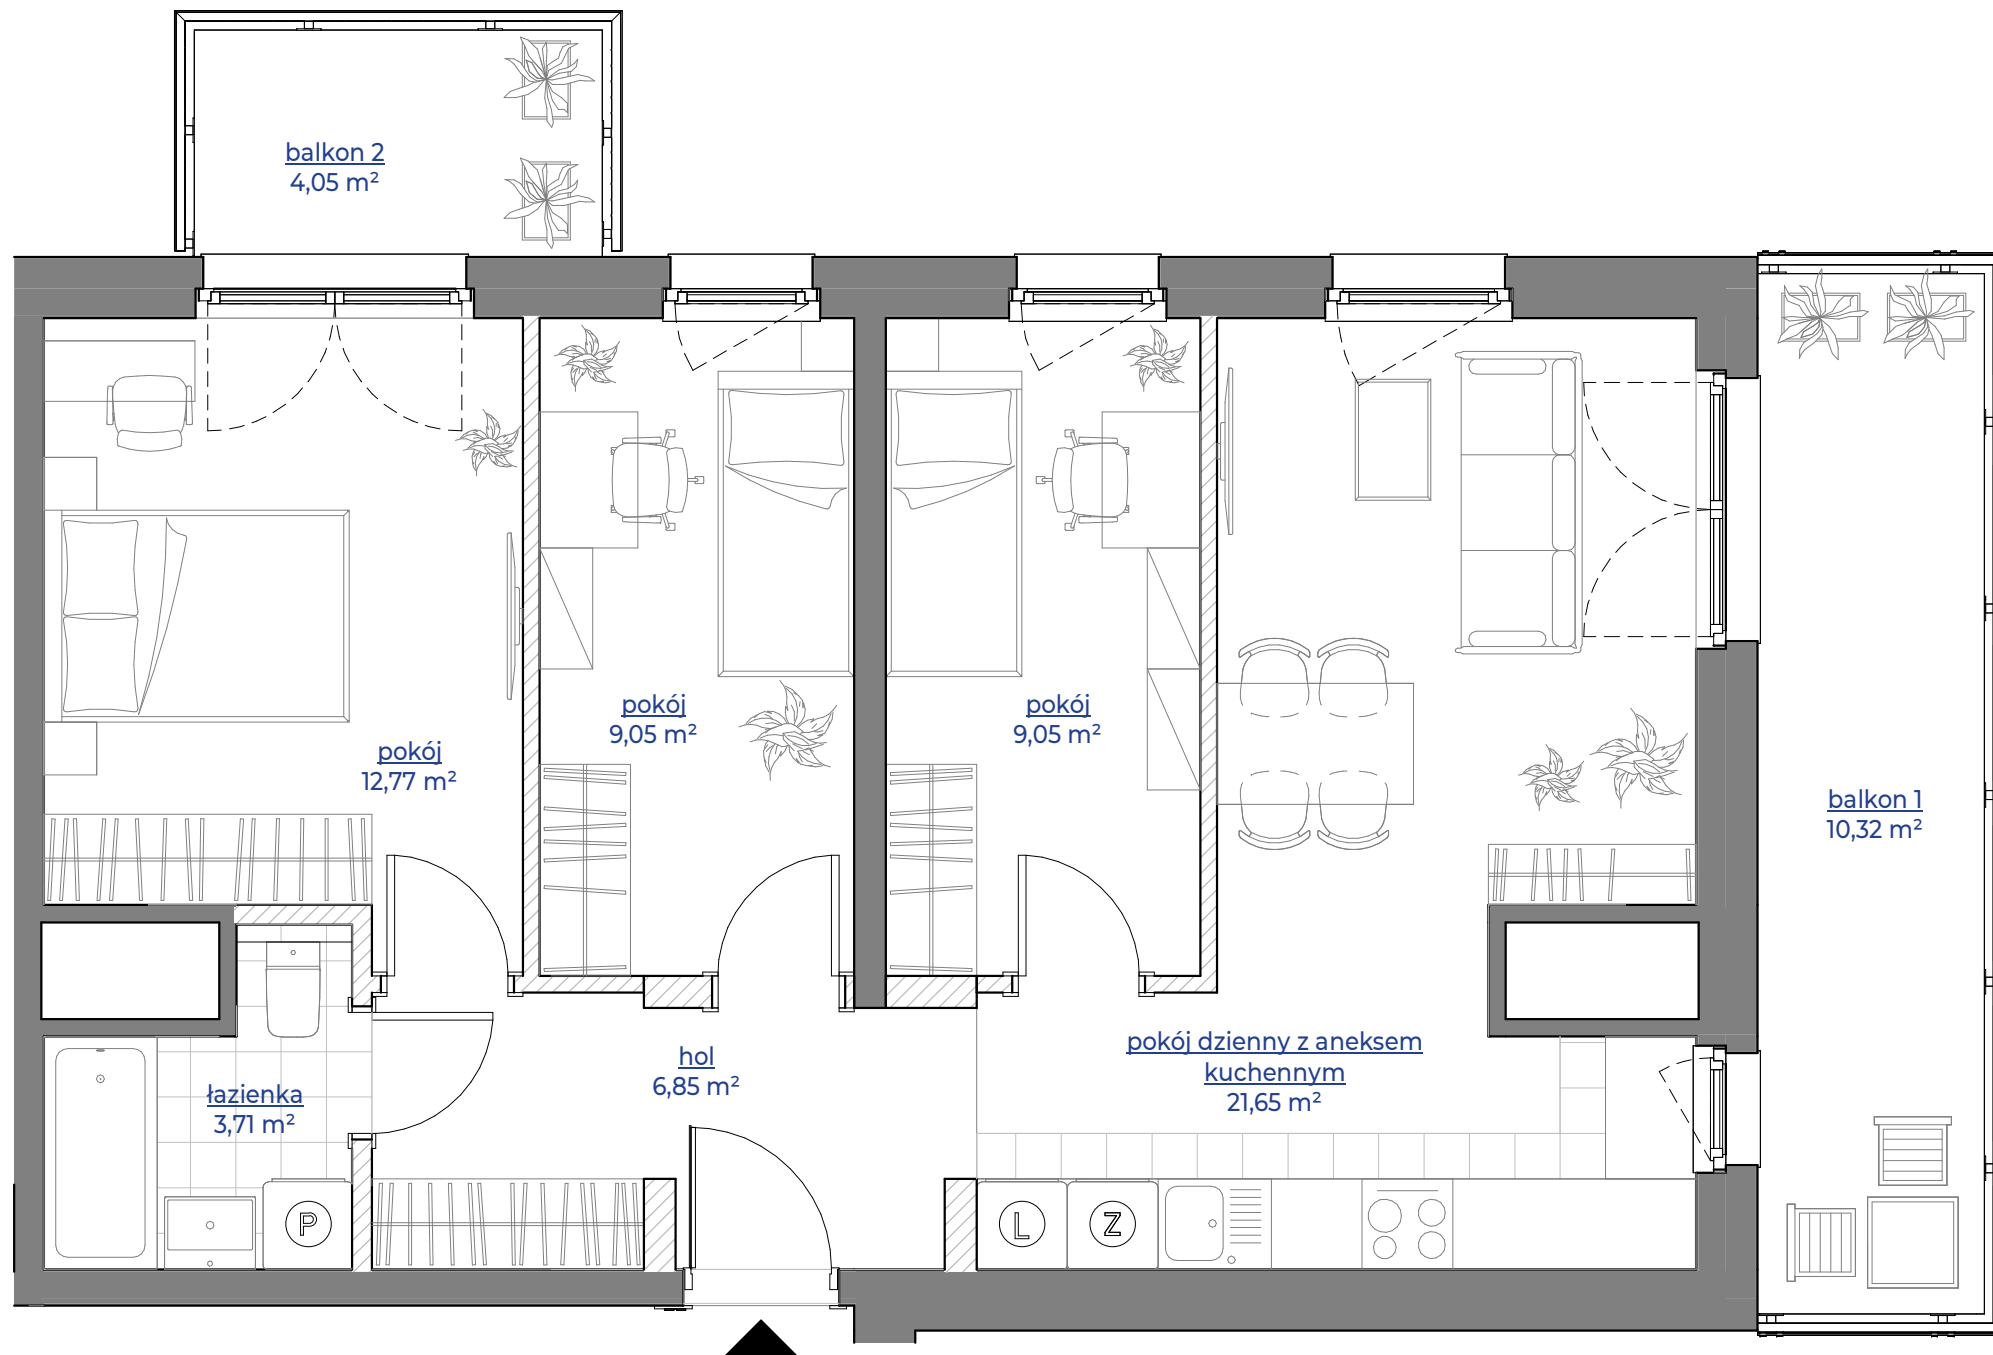 balkon 2
4,05 m²
pokój
12,77 m²
pokój
9,05 m²
pokój
9,05 m²
balkon 1
10,32 m²
pokój dzienny z aneksem
kuchennym
21,65 m²
hol
6,85 m²
łazienka
3,71 m²
P
L
Z